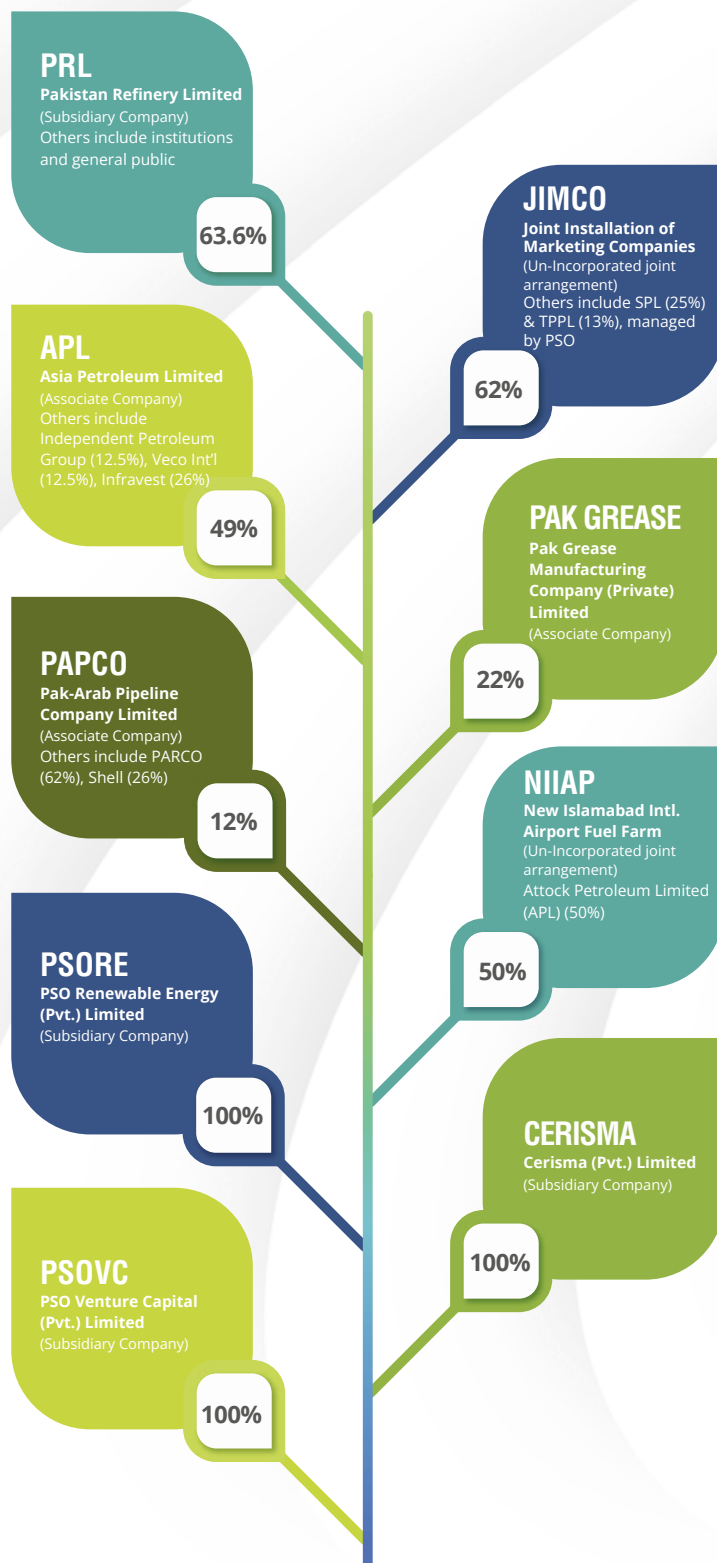 PRL
Pakistan Refinery Limited
(Subsidiary Company)
Others include institutions
and general public
63.6%
JIMCO
Joint Installation of
Marketing Companies
(Un-Incorporated joint
arrangement)
Others include SPL (25%)
& TPPL (13%), managed
by PSO
62%
APL
Asia Petroleum Limited
(Associate Company)
Others include
Independent Petroleum
Group (12.5%), Veco Int'l
(12.5%), Infravest (26%)
49%
PAK GREASE
Pak Grease
Manufacturing
Company (Private)
Limited
(Associate Company)
22%
PAPCO
Pak-Arab Pipeline
Company Limited
(Associate Company)
Others include PARCO
(62%), Shell (26%)
12%
NIIAP
New Islamabad Intl.
Airport Fuel Farm
(Un-Incorporated joint
arrangement)
Attock Petroleum Limited
(APL) (50%)
50%
PSORE
PSO Renewable Energy
(Pvt.) Limited
(Subsidiary Company)
100%
CERISMA
Cerisma (Pvt.) Limited
(Subsidiary Company)
100%
PSOVC
PSO Venture Capital
(Pvt.) Limited
(Subsidiary Company)
100%